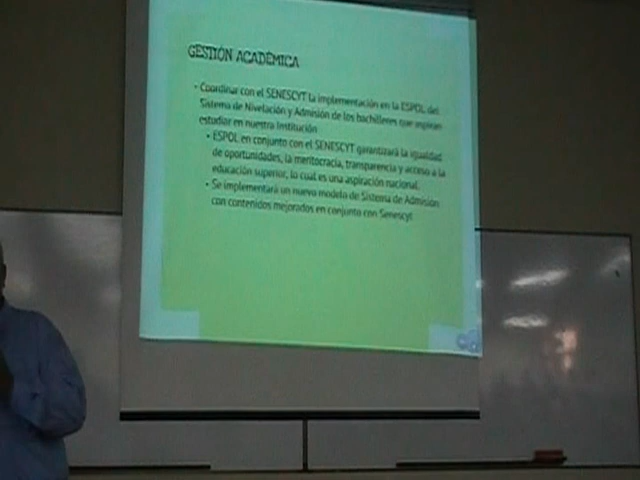 GESTIÓN ACADÉMICA
• Coordinar con el SENESCYT la implementación en la ESPOL del
Sistema de Nivelación y Admisión de los bachilleres que aspiran
estudiar en nuestra Institución
• ESPOL en conjunto con el SENESCYT garantizará la igualdad
de oportunidades, la meritocracia, transparencia y acceso a la
educación superior, lo cual es una aspiración nacional.
• Se implementará un nuevo modelo de Sistema de Admisión
con contenidos mejorados en conjunto con Senescyt